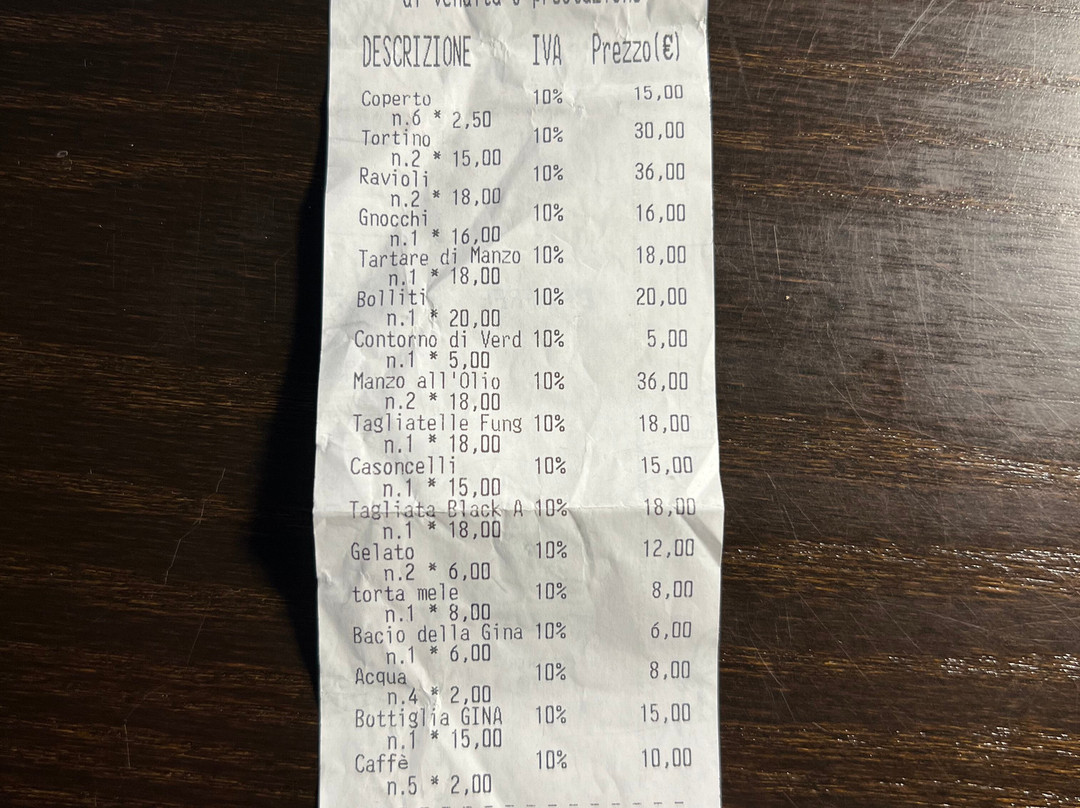 di vendita o prestazione
DESCRIZIONE IVA Prezzo(€)
Coperto 10% 15,00
n.6 * 2,50
Tortino 10% 30,00
n.2 * 15,00
Ravioli 10% 36,00
n.2 * 18,00
Gnocchi 10% 16,00
n.1 * 16,00
Tartare di Manzo 10% 18,00
n.1 * 18,00
Bolliti 10% 20,00
n.1 * 20,00
Contorno di Verd 10% 5,00
n.1 * 5,00
Manzo all'Olio 10% 36,00
n.2 * 18,00
Tagliatelle Fung 10% 18,00
n.1 * 18,00
Casoncelli 10% 15,00
n.1 * 15,00
Tagliata Black A 10% 18,00
n.1 * 18,00
Gelato 10% 12,00
n.2 * 6,00
torta mele 10% 8,00
n.1 * 8,00
Bacio della Gina 10% 6,00
n.1 * 6,00
Acqua 10% 8,00
n.4 * 2,00
Bottiglia GINA 10% 15,00
n.1 * 15,00
Caffè 10% 10,00
n.5 * 2,00